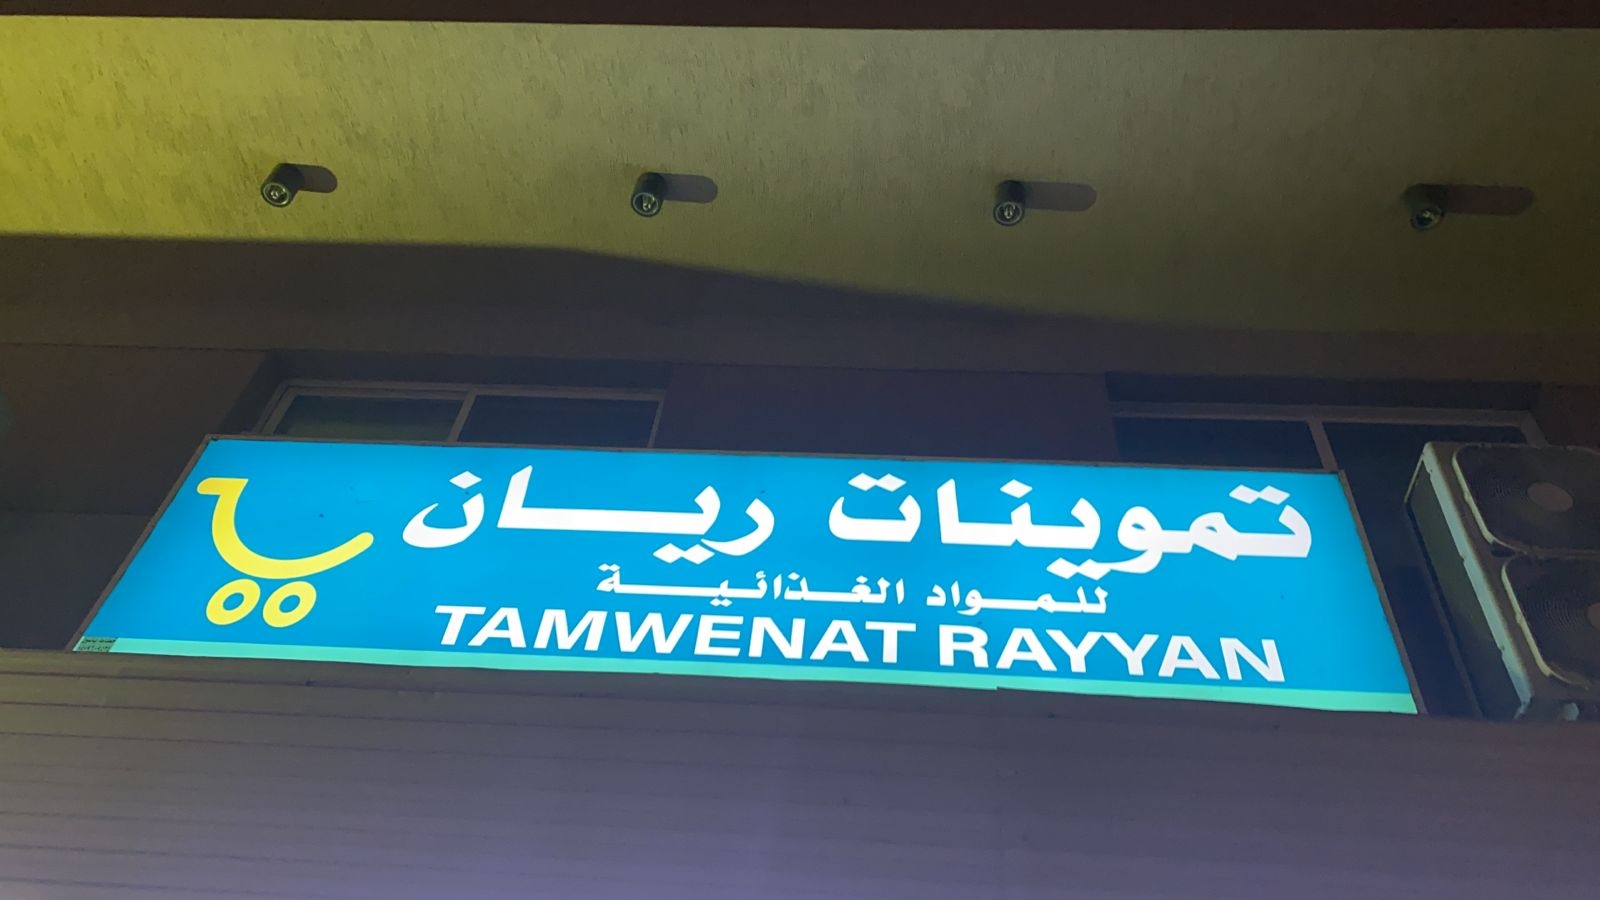 تموينات ريان
للمواد الغذائية
TAMWENAT RAYYAN